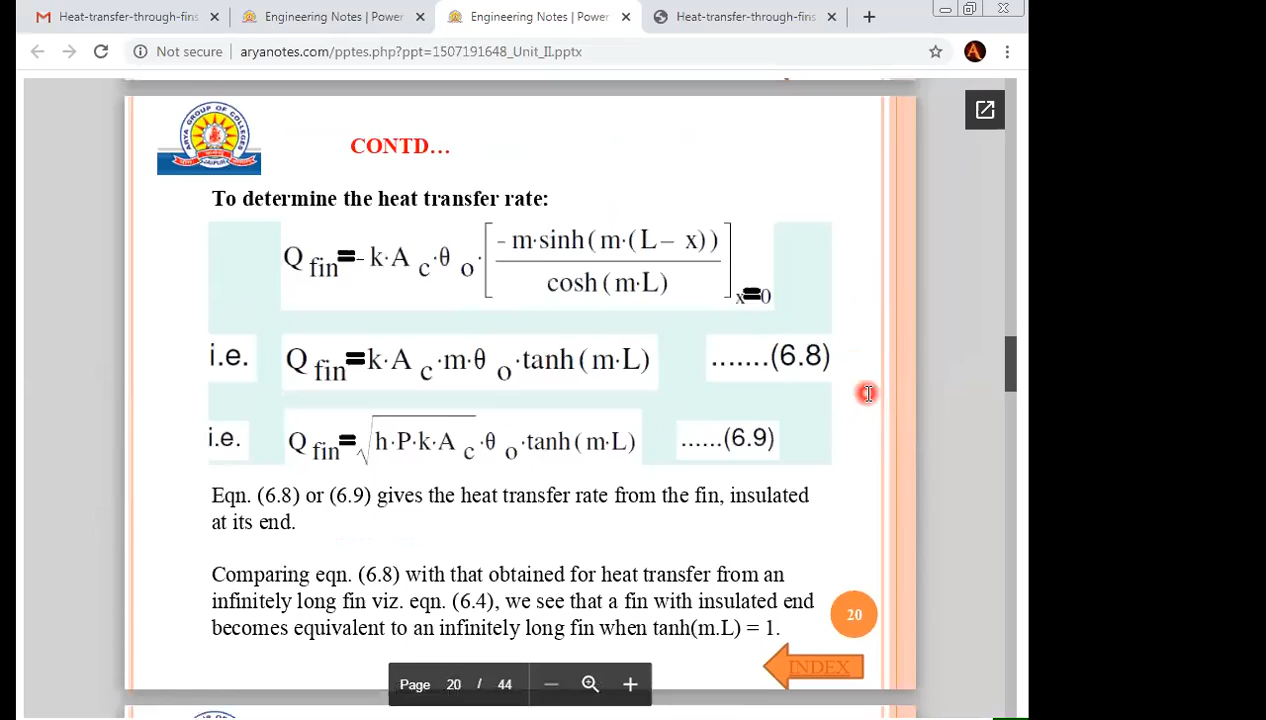 Heat-transfer-through-fins
Engineering Notes | Power
Engineering Notes | Power
Heat-transfer-through-fins
Not secure
aryanotes.com/pptes.php?ppt=1507191648_Unit_II.pptx
A
ARYA GROUP OF COLLEGES
JAIPUR
CONTD...
To determine the heat transfer rate:
Q fin = - k·A c ·θ o · [ - m·sinh ( m·( L – x) ) / cosh ( m·L) ] x=0
i.e. Q fin = k·A c ·m·θ o ·tanh ( m·L) .......(6.8)
i.e. Q fin = √ h·P·k·A c ·θ o ·tanh ( m·L) ......(6.9)
Eqn. (6.8) or (6.9) gives the heat transfer rate from the fin, insulated
at its end.
Comparing eqn. (6.8) with that obtained for heat transfer from an
infinitely long fin viz. eqn. (6.4), we see that a fin with insulated end
becomes equivalent to an infinitely long fin when tanh(m.L) = 1.
20
INDEX
Page 20 / 44